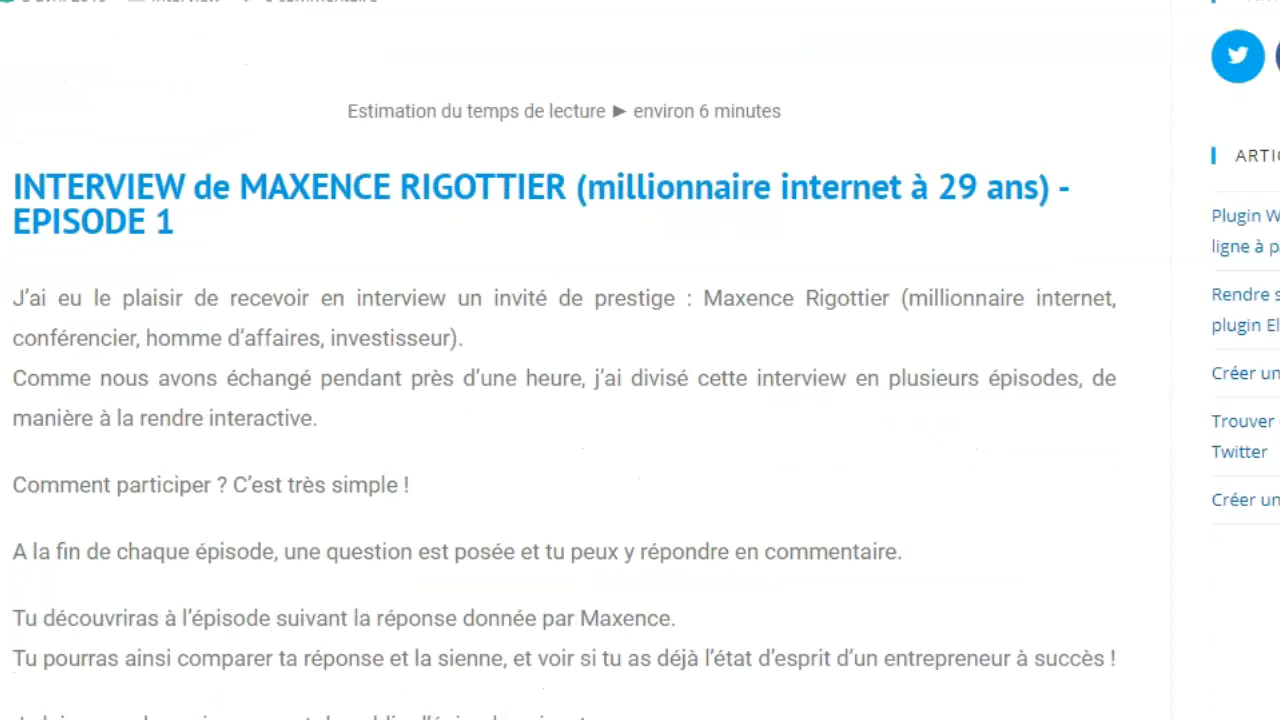 Estimation du temps de lecture ► environ 6 minutes
INTERVIEW de MAXENCE RIGOTTIER (millionnaire internet à 29 ans) -
EPISODE 1
J'ai eu le plaisir de recevoir en interview un invité de prestige : Maxence Rigottier (millionnaire internet,
conférencier, homme d'affaires, investisseur).
Comme nous avons échangé pendant près d'une heure, j'ai divisé cette interview en plusieurs épisodes, de
manière à la rendre interactive.
Comment participer ? C'est très simple !
A la fin de chaque épisode, une question est posée et tu peux y répondre en commentaire.
Tu découvriras à l'épisode suivant la réponse donnée par Maxence.
Tu pourras ainsi comparer ta réponse et la sienne, et voir si tu as déjà l'état d'esprit d'un entrepreneur à succès !
ARTI
Plugin W
ligne à p
Rendre s
plugin El
Créer un
Trouver
Twitter
Créer un